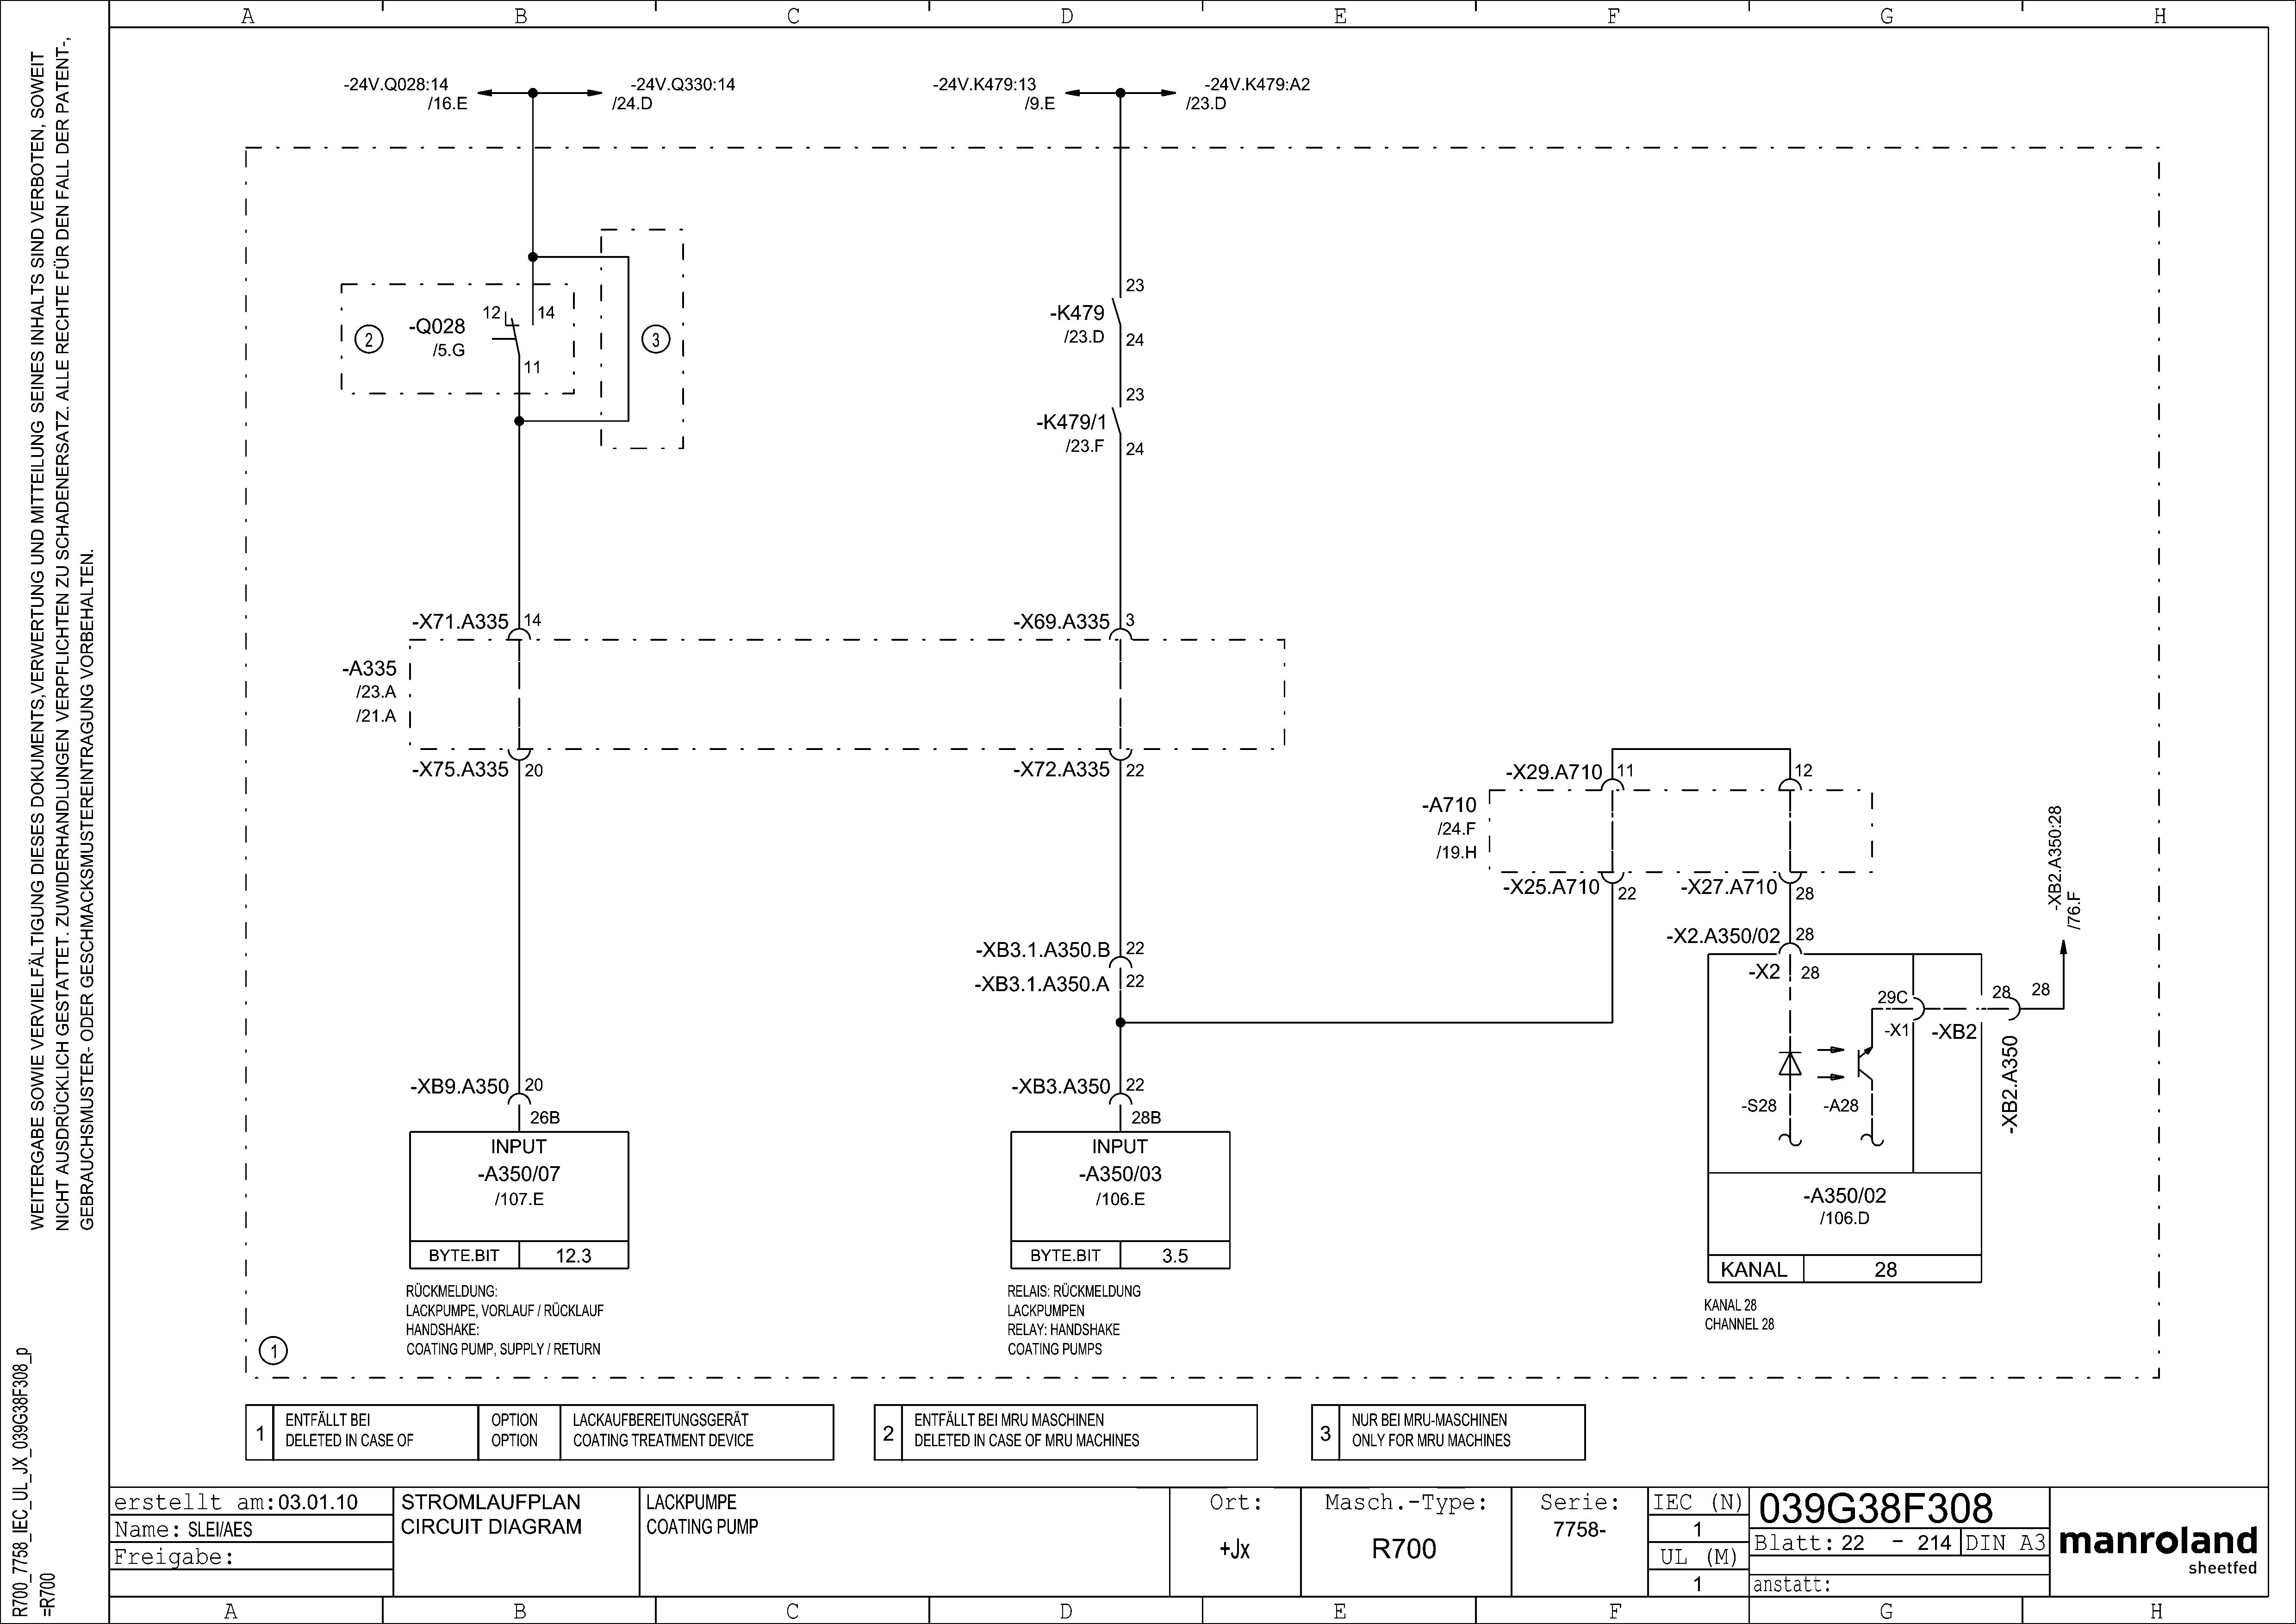 A B C D E F G H
WEITERGABE SOWIE VERVIELFÄLTIGUNG DIESES DOKUMENTS,VERWERTUNG UND MITTEILUNG SEINES INHALTS SIND VERBOTEN, SOWEIT
NICHT AUSDRÜCKLICH GESTATTET. ZUWIDERHANDLUNGEN VERPFLICHTEN ZU SCHADENERSATZ. ALLE RECHTE FÜR DEN FALL DER PATENT-,
GEBRAUCHSMUSTER- ODER GESCHMACKSMUSTEREINTRAGUNG VORBEHALTEN.
R700_7758_IEC_UL_JX_039G38F308_p
=R700
-24V.Q028:14
/16.E
-24V.Q330:14
/24.D
-24V.K479:13
/9.E
-24V.K479:A2
/23.D
2
-Q028
/5.G
12
14
11
3
23
-K479
/23.D
24
23
-K479/1
/23.F
24
-X71.A335 14
-X69.A335 3
-A335
/23.A
/21.A
-X75.A335 20
-X72.A335 22
-X29.A710 11
12
-A710
/24.F
/19.H
-X25.A710 22
-X27.A710 28
-XB2.A350:28
/76.F
-XB3.1.A350.B 22
-XB3.1.A350.A 22
-X2.A350/02 28
-X2 28
29C
-X1
-XB2
28
28
-XB2.A350
-S28
-A28
-XB9.A350 20
26B
-XB3.A350 22
28B
INPUT
-A350/07
/107.E
BYTE.BIT 12.3
INPUT
-A350/03
/106.E
BYTE.BIT 3.5
-A350/02
/106.D
KANAL 28
RÜCKMELDUNG:
LACKPUMPE, VORLAUF / RÜCKLAUF
HANDSHAKE:
COATING PUMP, SUPPLY / RETURN
RELAIS: RÜCKMELDUNG
LACKPUMPEN
RELAY: HANDSHAKE
COATING PUMPS
KANAL 28
CHANNEL 28
1
1
ENTFÄLLT BEI
DELETED IN CASE OF
OPTION
OPTION
LACKAUFBEREITUNGSGERÄT
COATING TREATMENT DEVICE
2
ENTFÄLLT BEI MRU MASCHINEN
DELETED IN CASE OF MRU MACHINES
3
NUR BEI MRU-MASCHINEN
ONLY FOR MRU MACHINES
erstellt am: 03.01.10
Name: SLEI/AES
Freigabe:
STROMLAUFPLAN
CIRCUIT DIAGRAM
LACKPUMPE
COATING PUMP
Ort:
+Jx
Masch.-Type:
R700
Serie:
7758-
IEC (N)
1
UL (M)
1
039G38F308
Blatt: 22 - 214 DIN A3
anstatt:
manroland
sheetfed
A B C D E F G H